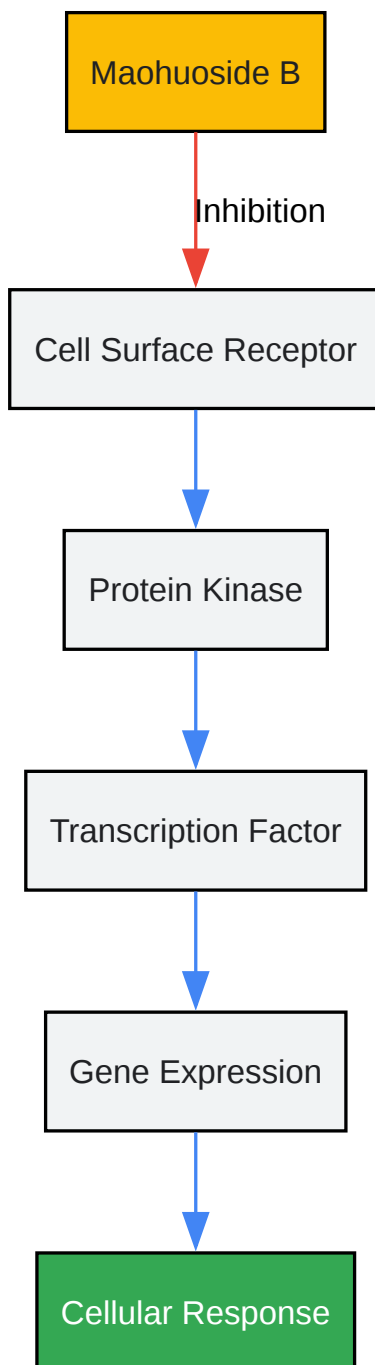 Maohuoside B
Inhibition
Cell Surface Receptor
Protein Kinase
Transcription Factor
Gene Expression
Cellular Response